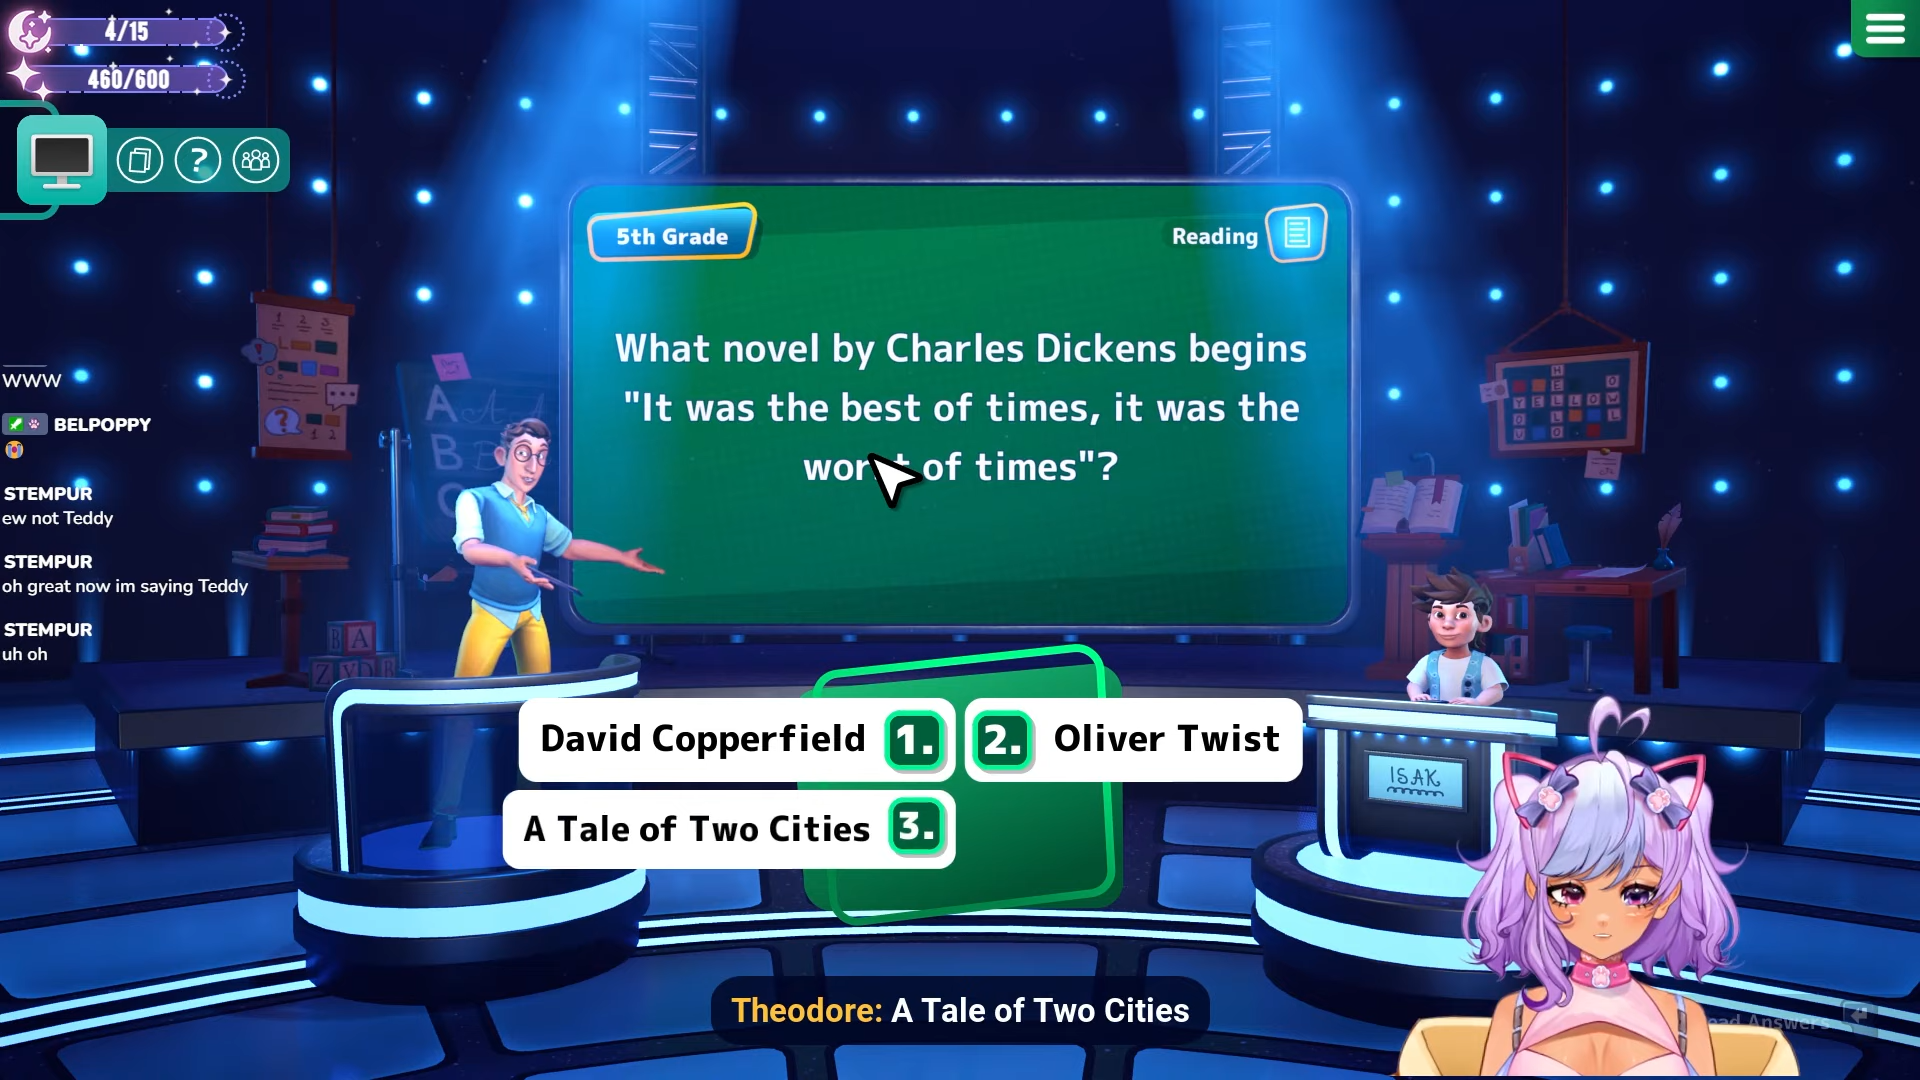 4/15
460/600
5th Grade
Reading
What novel by Charles Dickens begins
"It was the best of times, it was the
worst of times"?
WWW
BELPOPPY
STEMPUR
ew not Teddy
STEMPUR
oh great now im saying Teddy
STEMPUR
uh oh
David Copperfield 1.
2. Oliver Twist
A Tale of Two Cities 3.
ISAK
Theodore: A Tale of Two Cities
Answers